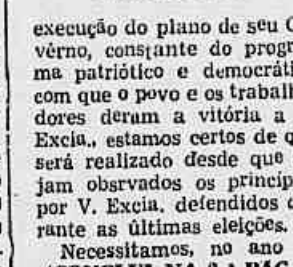 execução do plano de seu
vêrno, constante do progr
ma patriótico e democráti
com que o povo e os trabalh
dores deram a vitória a
Excia., estamos certos de q
será realizado desde que
jam obsrvados os princip
por V. Excia. defendidos d
rante as últimas eleições.
Necessitamos, no ano